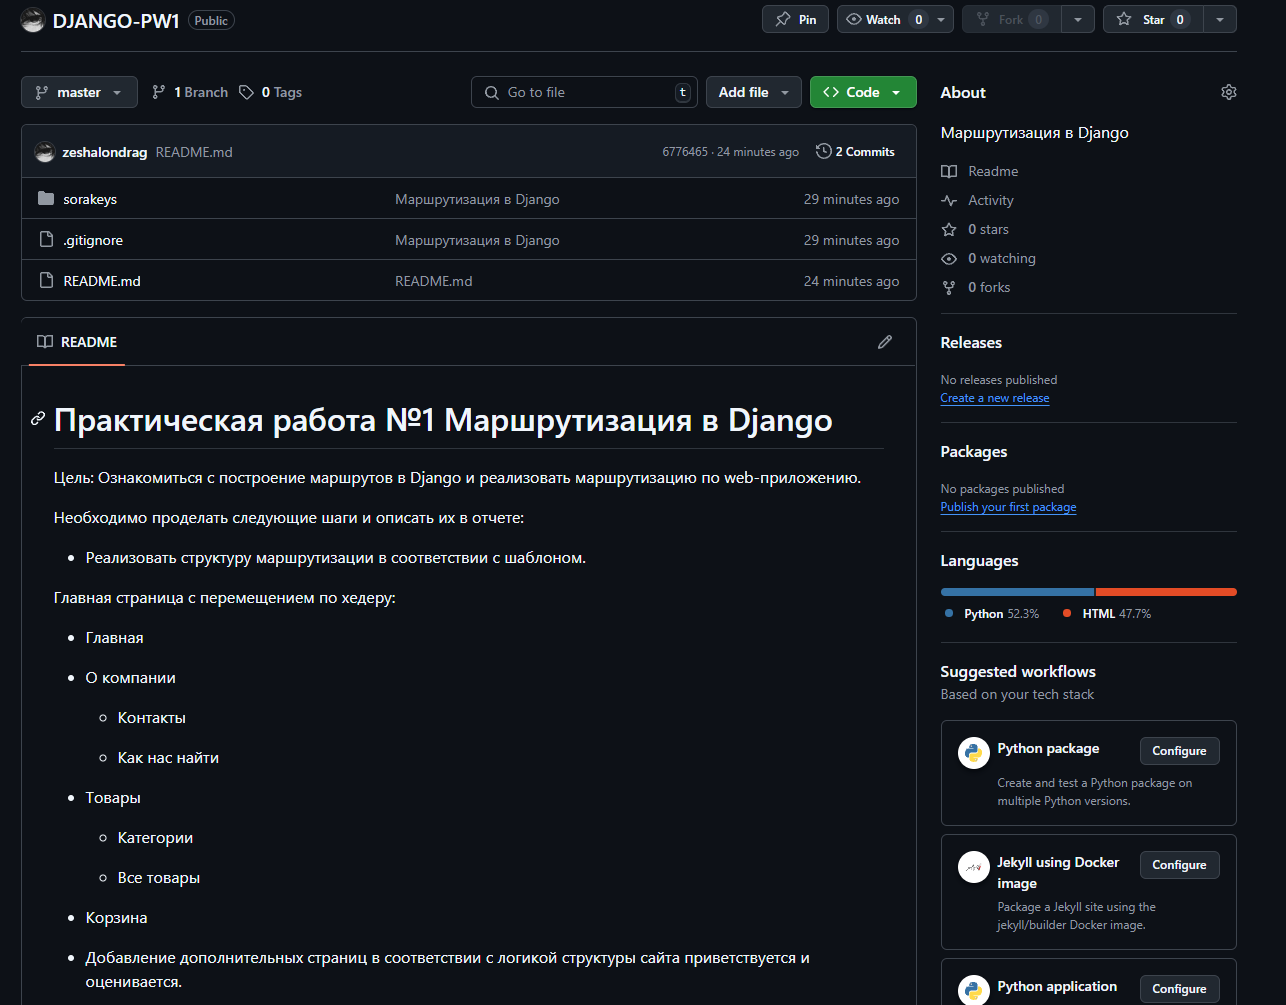 DJANGO-PW1 Public
Pin
Watch 0
Fork 0
Star 0
master
1 Branch
0 Tags
Go to file
t
Add file
Code
zeshalondrag README.md
6776465 · 24 minutes ago
2 Commits
sorakeys Маршрутизация в Django 29 minutes ago
.gitignore Маршрутизация в Django 29 minutes ago
README.md README.md 24 minutes ago
README
Практическая работа №1 Маршрутизация в Django
Цель: Ознакомиться с построение маршрутов в Django и реализовать маршрутизацию по web-приложению.
Необходимо проделать следующие шаги и описать их в отчете:
Реализовать структуру маршрутизации в соответствии с шаблоном.
Главная страница с перемещением по хедеру:
Главная
О компании
Контакты
Как нас найти
Товары
Категории
Все товары
Корзина
Добавление дополнительных страниц в соответствии с логикой структуры сайта приветствуется и
оценивается.
About
Маршрутизация в Django
Readme
Activity
0 stars
0 watching
0 forks
Releases
No releases published
Create a new release
Packages
No packages published
Publish your first package
Languages
Python 52.3% HTML 47.7%
Suggested workflows
Based on your tech stack
Python package
Configure
Create and test a Python package on
multiple Python versions.
Jekyll using Docker
image
Configure
Package a Jekyll site using the
jekyll/builder Docker image.
Python application
Configure